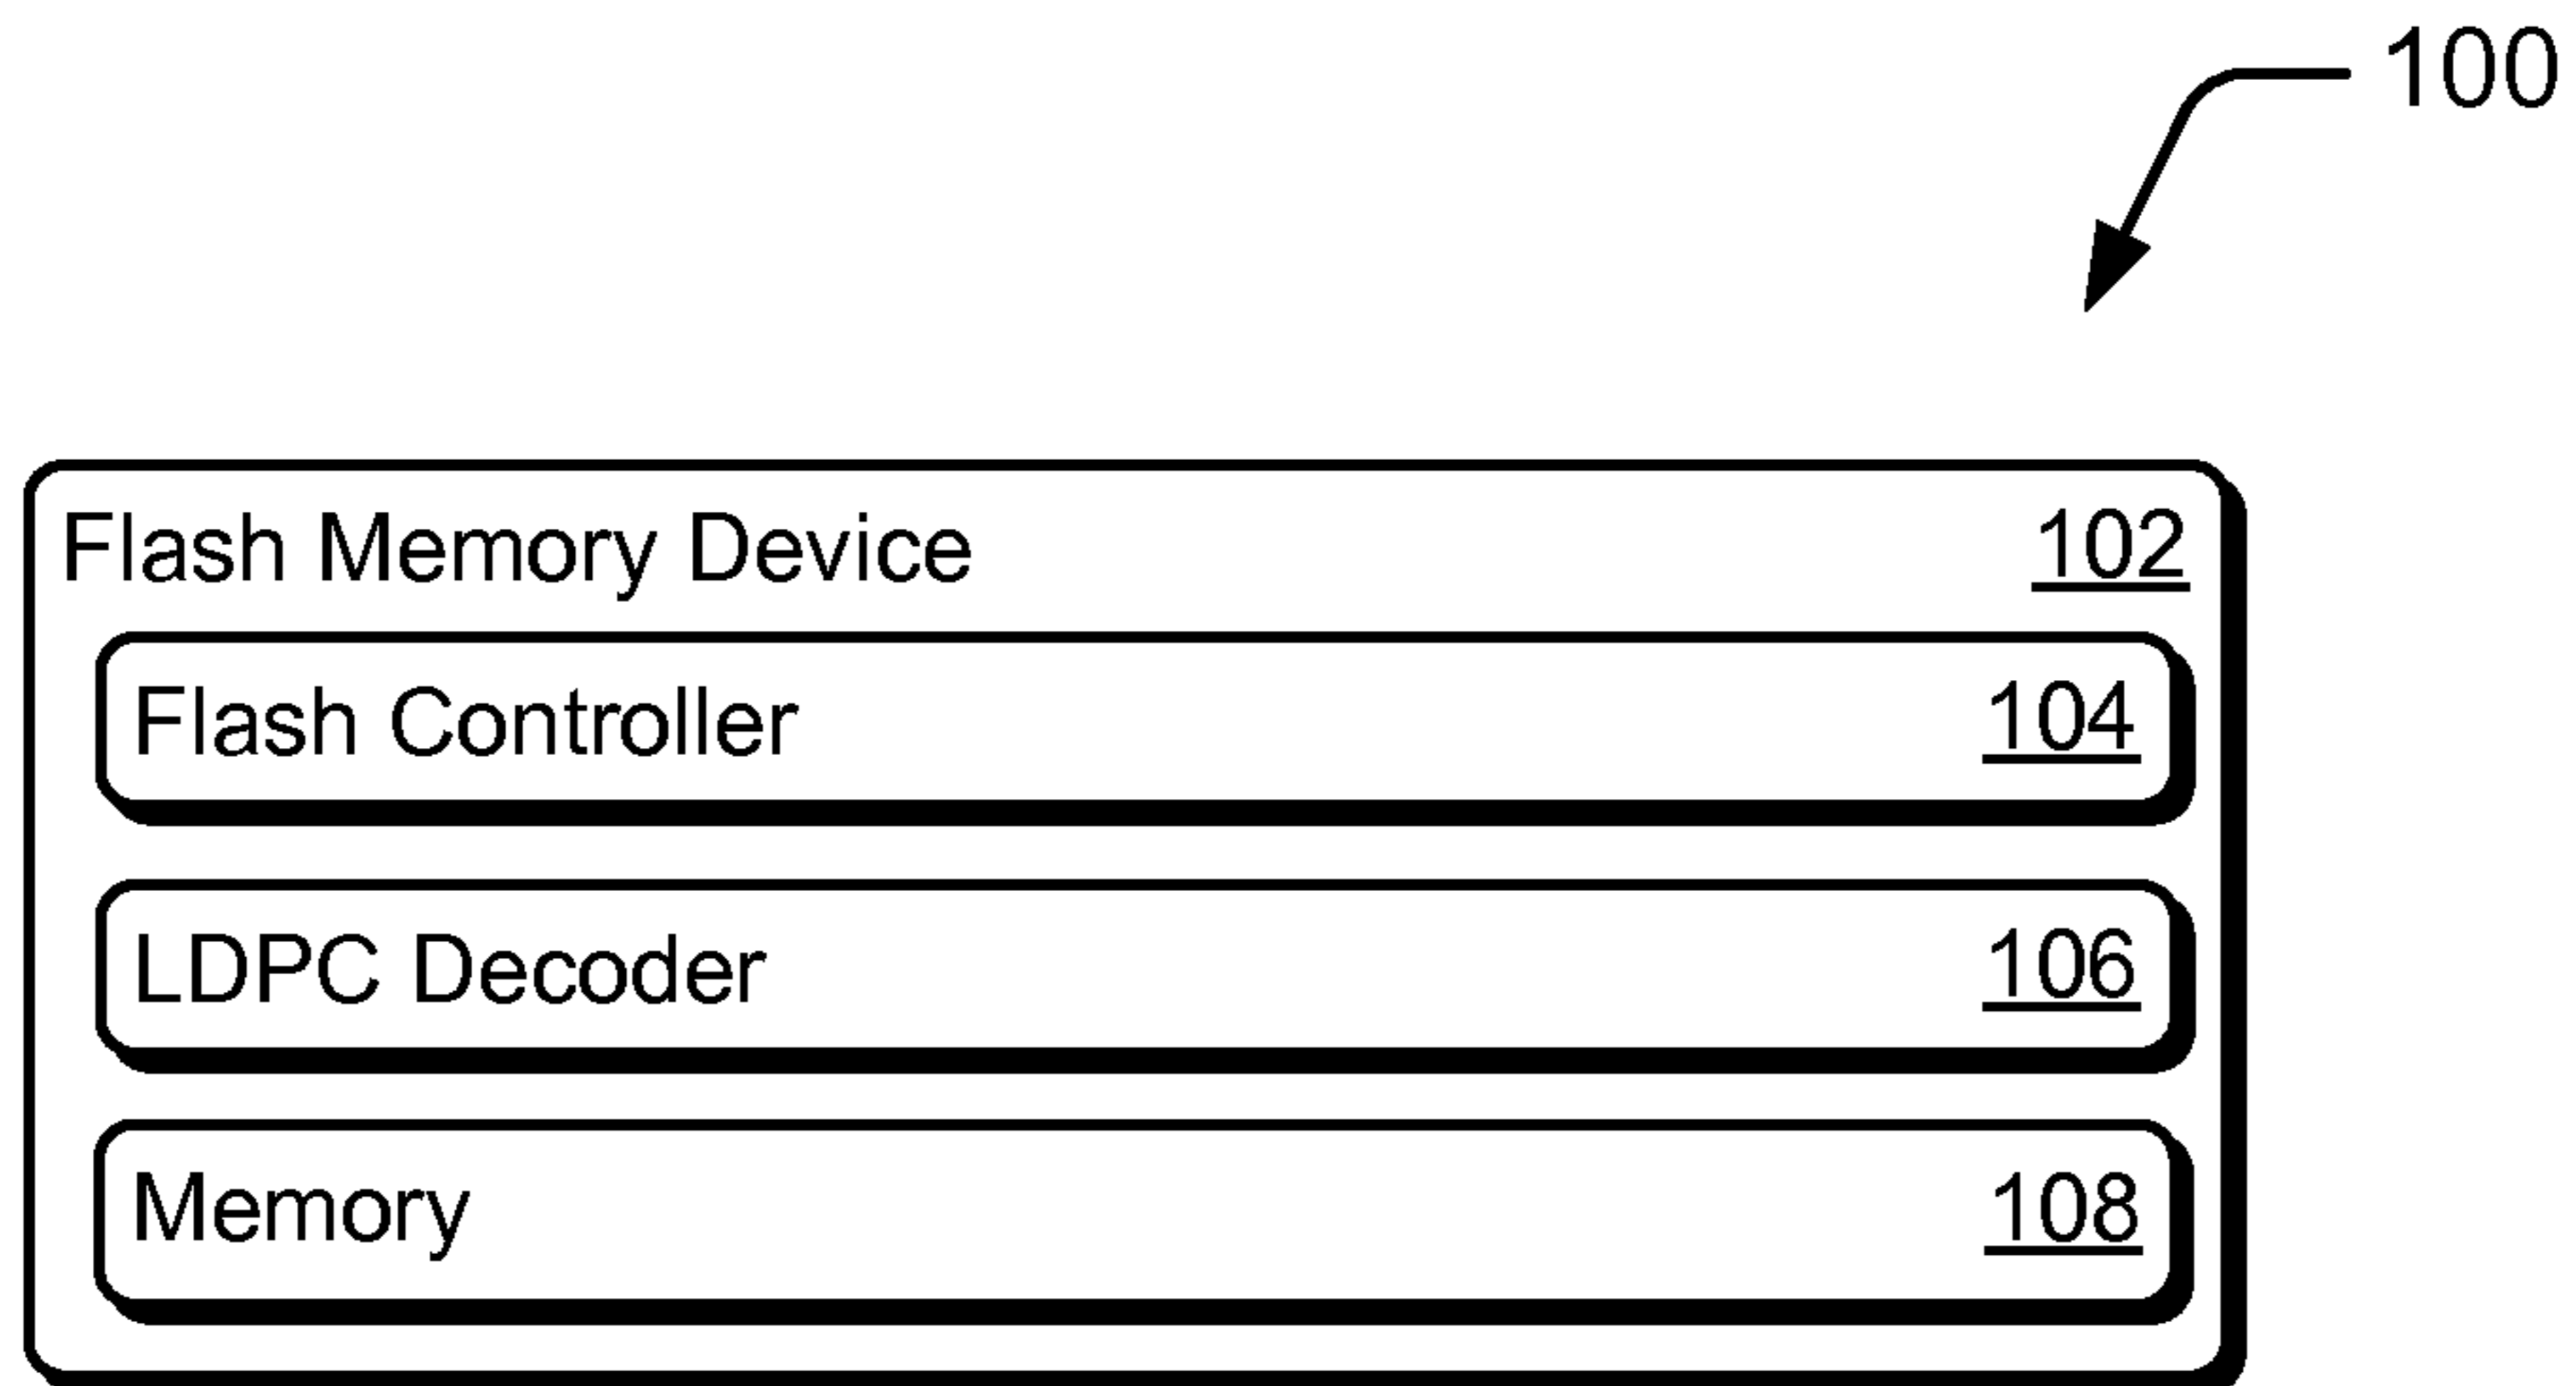 100
Flash Memory Device 102
Flash Controller 104
LDPC Decoder 106
Memory 108